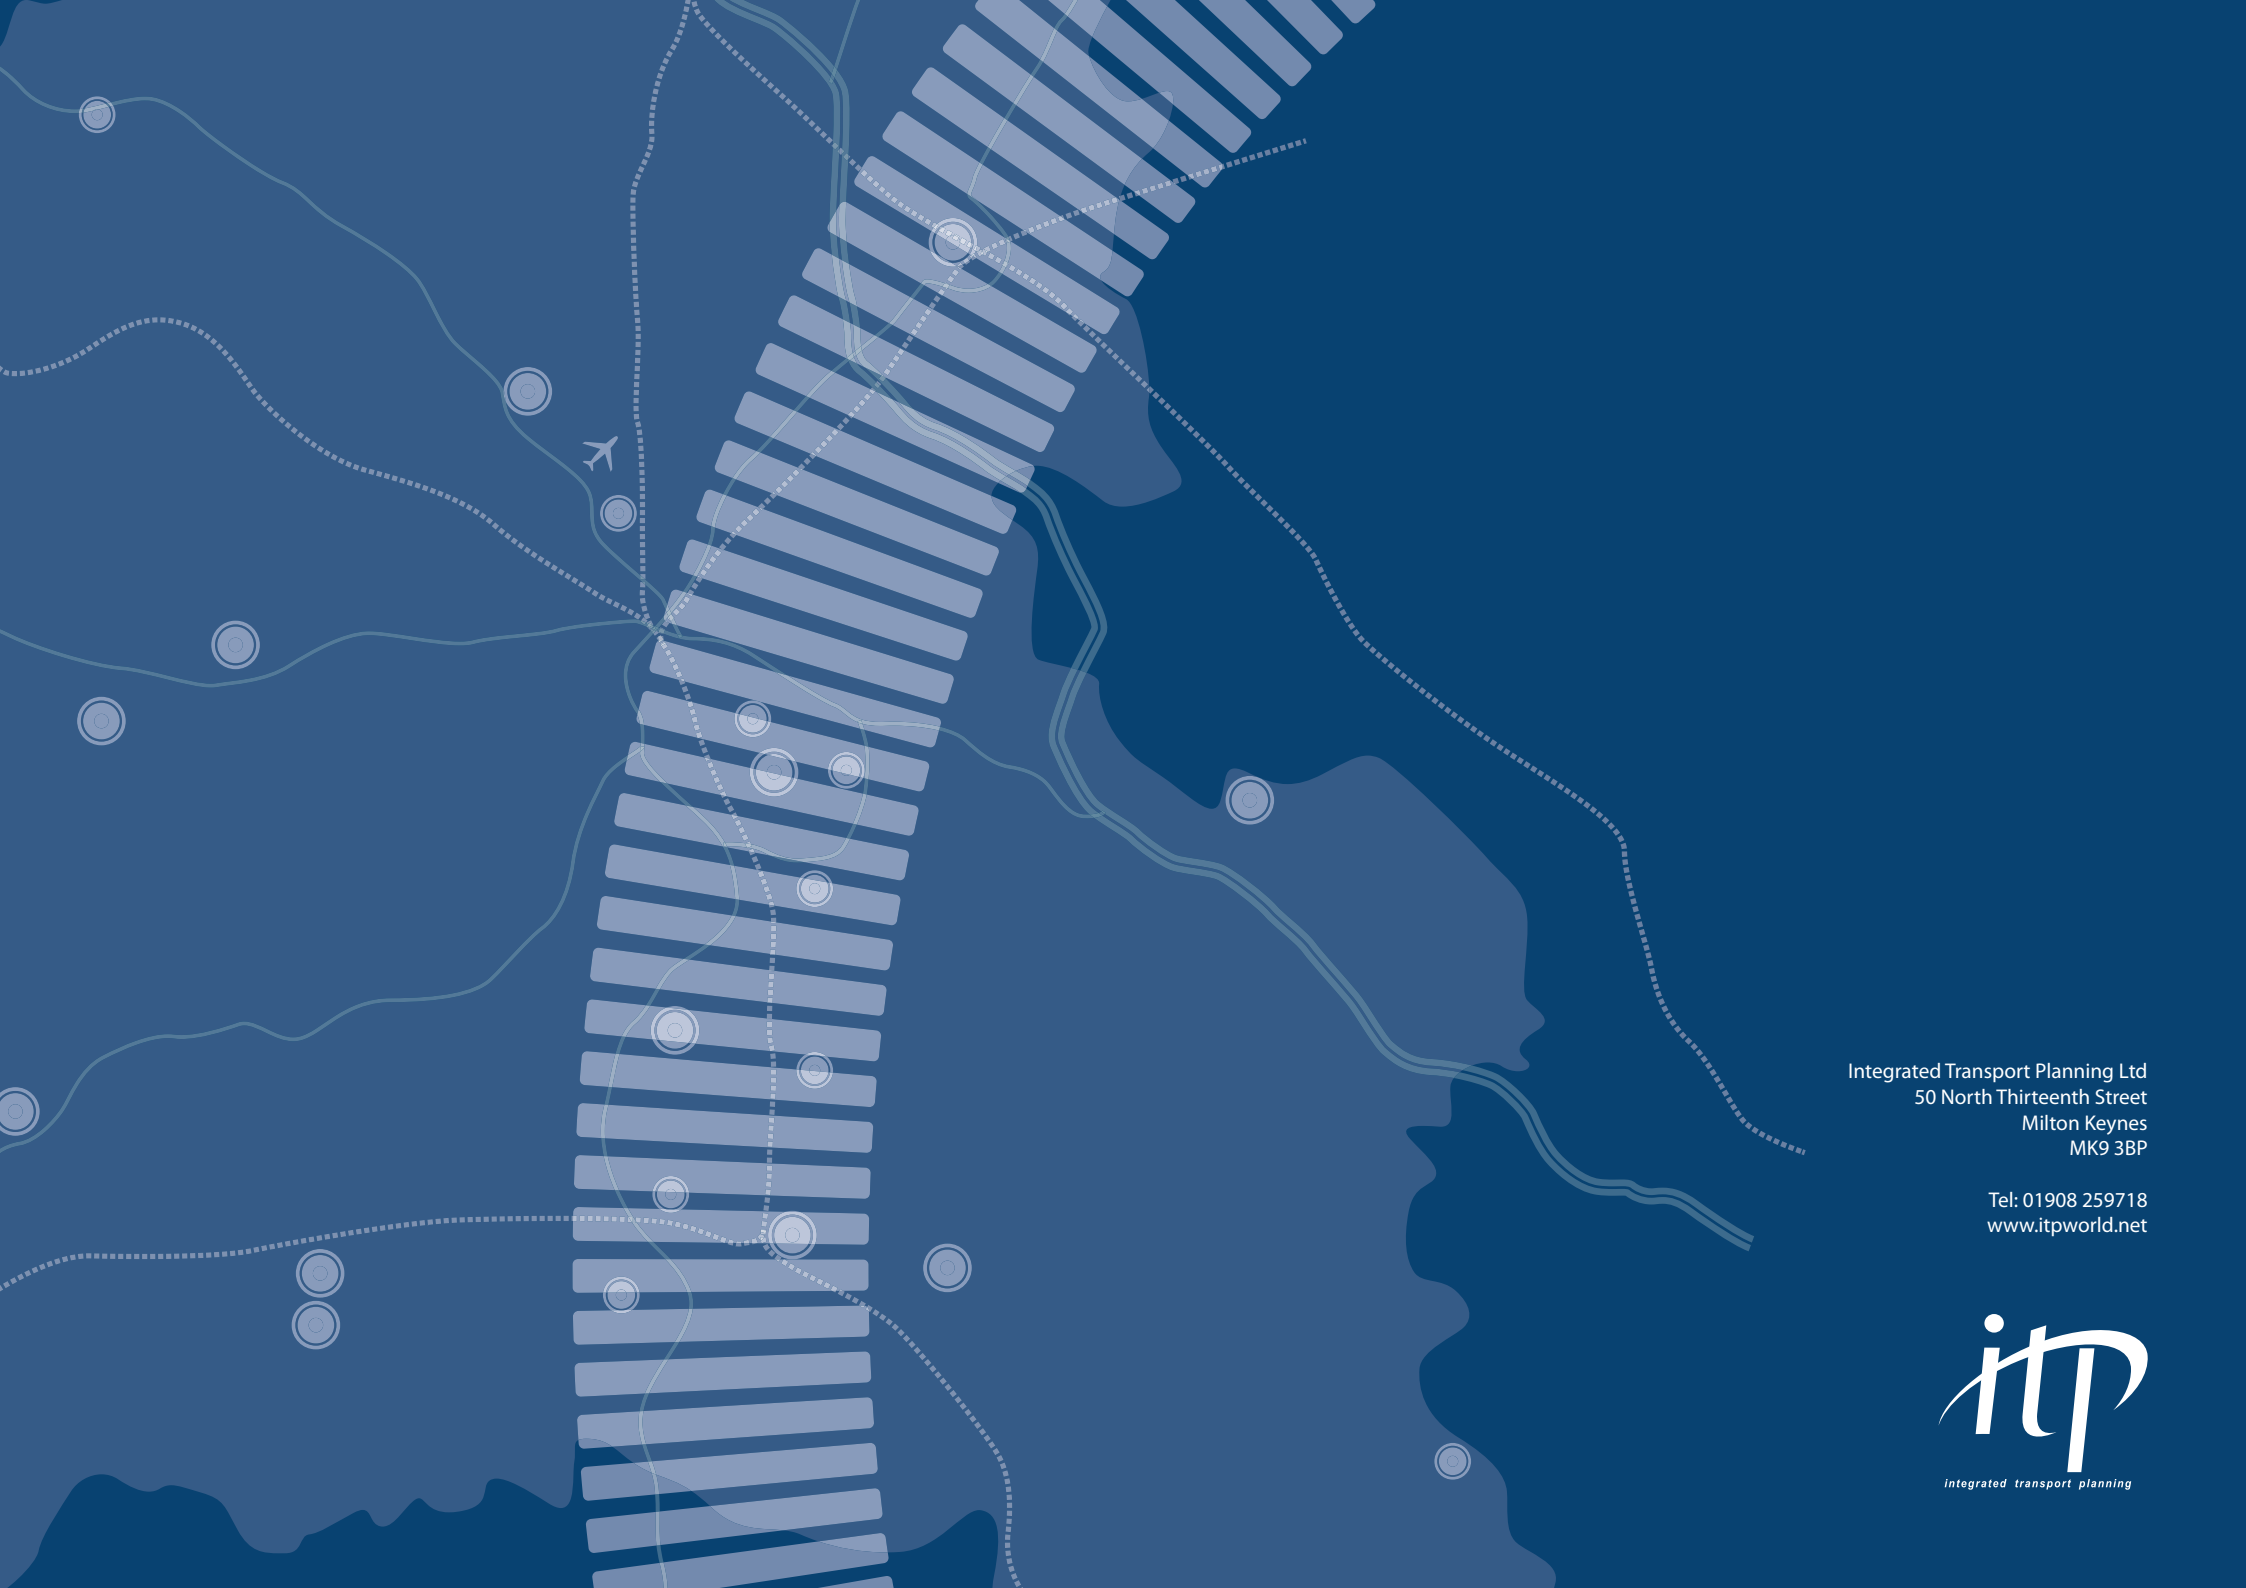 Integrated Transport Planning Ltd
50 North Thirteenth Street
Milton Keynes
MK9 3BP
Tel: 01908 259718
www.itpworld.net
itp
integrated transport planning